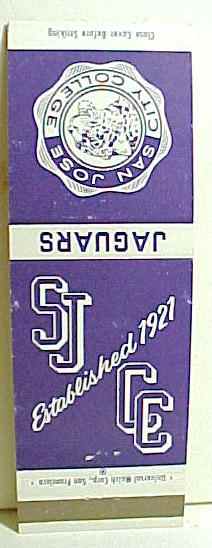 Close Cover Before Striking
SAN JOSE
CITY COLLEGE
JAGUARS
SJ
Established 1921
CC
Universal Match Corp., San Francisco